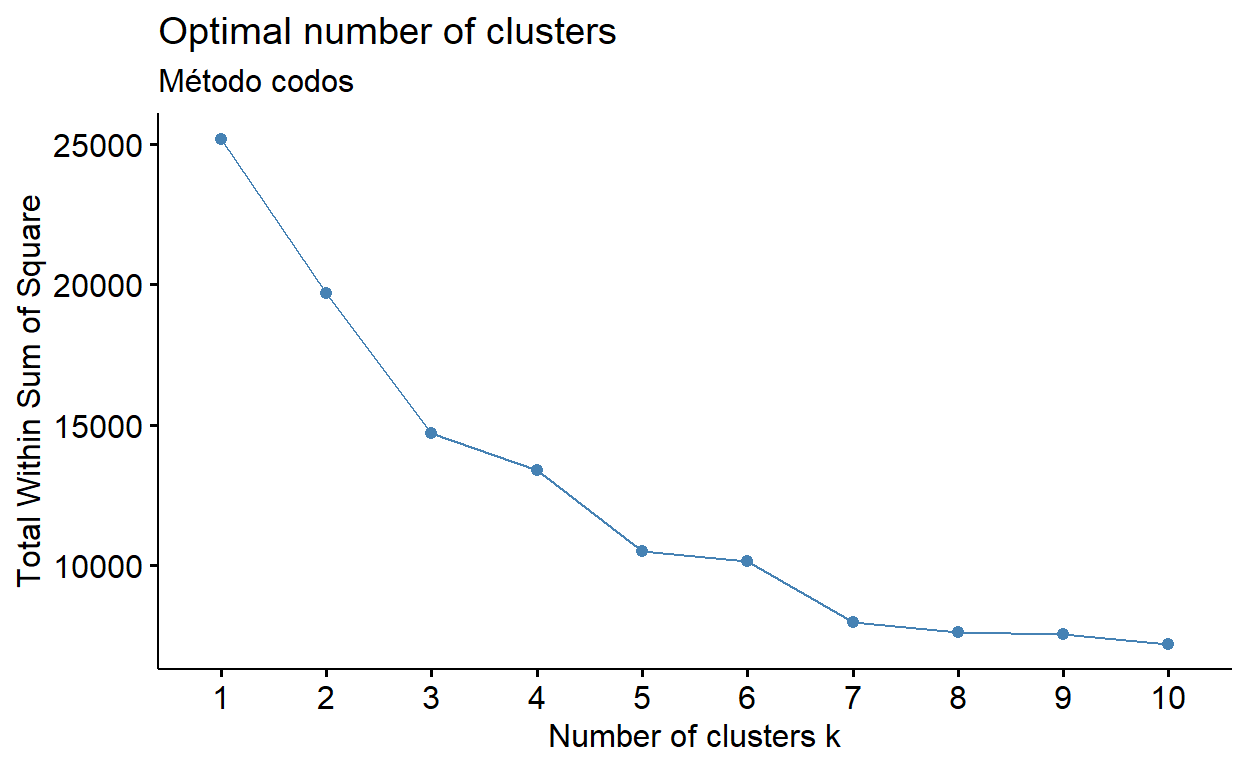 Optimal number of clusters
Método codos
Total Within Sum of Square
25000
20000
15000
10000
1 2 3 4 5 6 7 8 9 10
Number of clusters k